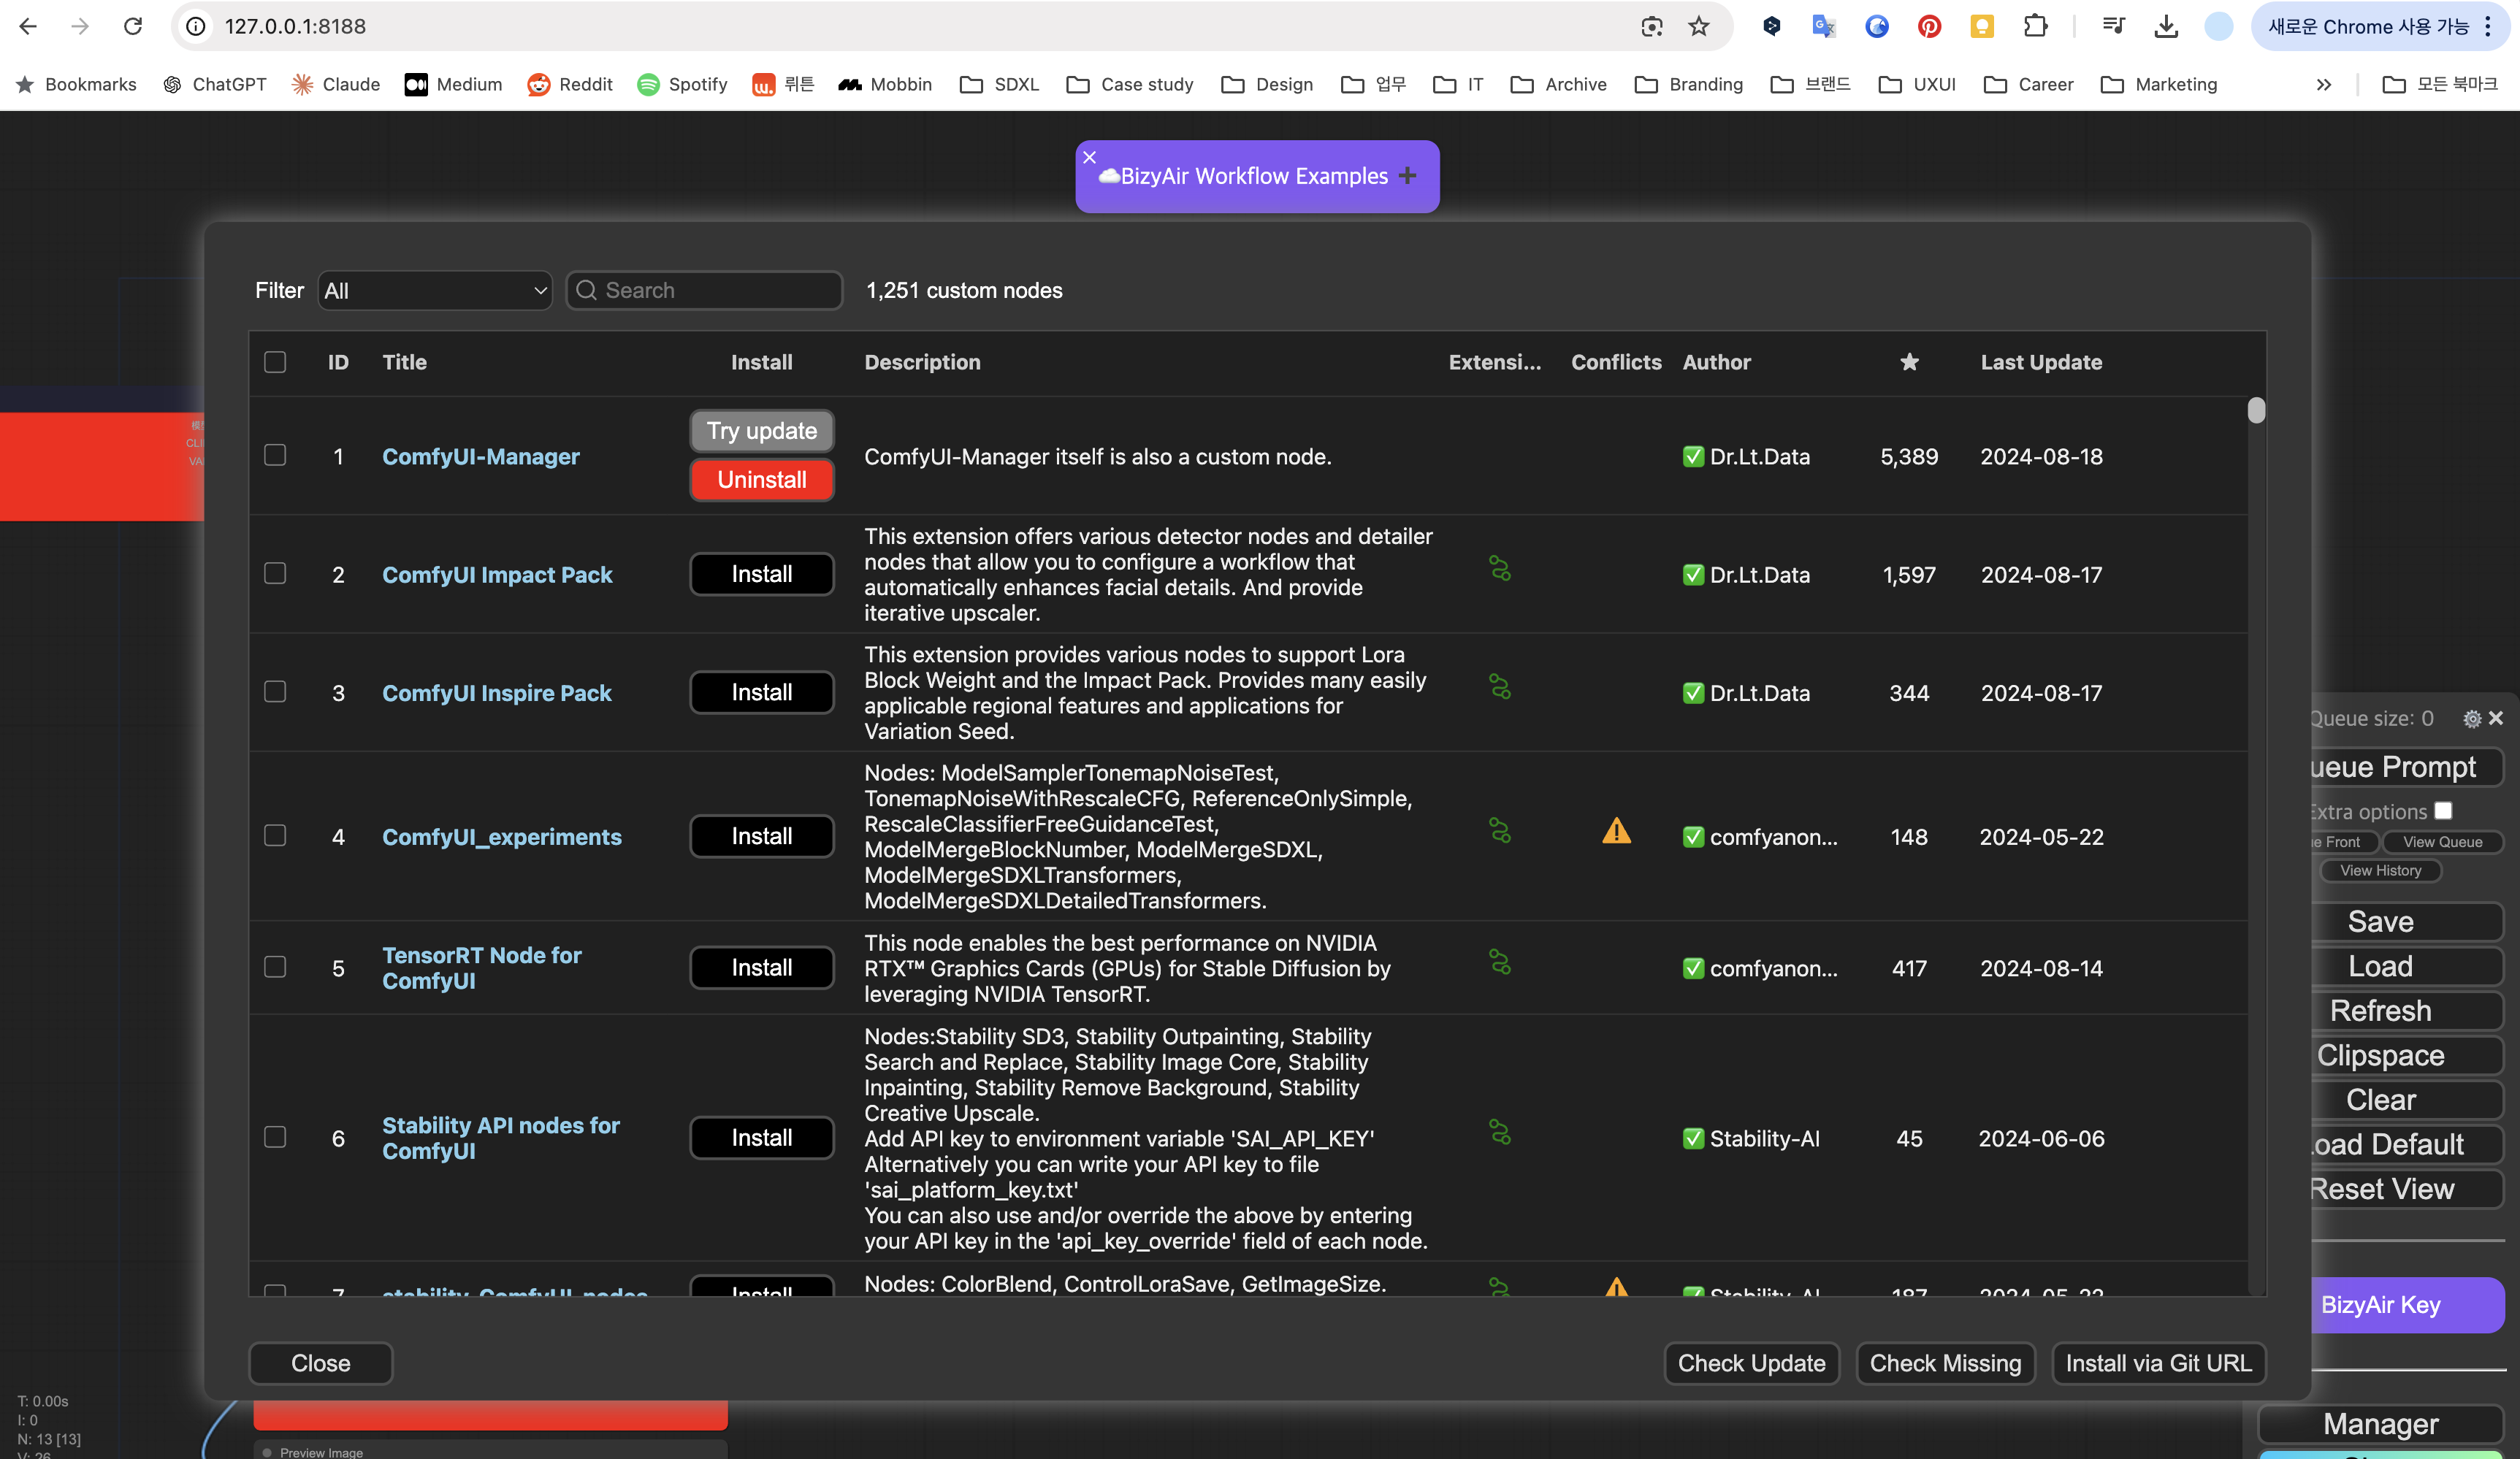 127.0.0.1:8188
새로운 Chrome 사용 가능
Bookmarks
ChatGPT
Claude
Medium
Reddit
Spotify
뤼튼
Mobbin
SDXL
Case study
Design
업무
IT
Archive
Branding
브랜드
UXUI
Career
Marketing
모든 북마크
BizyAir Workflow Examples
Filter All Search 1,251 custom nodes
ID Title Install Description Extensi... Conflicts Author ★ Last Update
Try update
1 ComfyUI-Manager ComfyUI-Manager itself is also a custom node. ✅ Dr.Lt.Data 5,389 2024-08-18
Uninstall
This extension offers various detector nodes and detailer
nodes that allow you to configure a workflow that
2 ComfyUI Impact Pack Install ✅ Dr.Lt.Data 1,597 2024-08-17
automatically enhances facial details. And provide
iterative upscaler.
This extension provides various nodes to support Lora
Block Weight and the Impact Pack. Provides many easily
3 ComfyUI Inspire Pack Install ✅ Dr.Lt.Data 344 2024-08-17
applicable regional features and applications for
Variation Seed.
Nodes: ModelSamplerTonemapNoiseTest,
TonemapNoiseWithRescaleCFG, ReferenceOnlySimple,
RescaleClassifierFreeGuidanceTest,
4 ComfyUI_experiments Install ✅ comfyanon... 148 2024-05-22
ModelMergeBlockNumber, ModelMergeSDXL,
ModelMergeSDXLTransformers,
ModelMergeSDXLDetailedTransformers.
This node enables the best performance on NVIDIA
5 TensorRT Node for
ComfyUI
Install
RTX™ Graphics Cards (GPUs) for Stable Diffusion by
leveraging NVIDIA TensorRT.
✅ comfyanon... 417 2024-08-14
Nodes:Stability SD3, Stability Outpainting, Stability
Search and Replace, Stability Image Core, Stability
Inpainting, Stability Remove Background, Stability
Creative Upscale.
6 Stability API nodes for
ComfyUI
Install
Add API key to environment variable 'SAI_API_KEY'
Alternatively you can write your API key to file
'sai_platform_key.txt'
You can also use and/or override the above by entering
your API key in the 'api_key_override' field of each node.
✅ Stability-AI 45 2024-06-06
7 stability-ComfyUI-nodes Install Nodes: ColorBlend, ControlLoraSave, GetImageSize. Stability-AI 187 2024-05-22
Close
Check Update
Check Missing
Install via Git URL
Queue size: 0
ueue Prompt
Extra options
e Front
View Queue
View History
Save
Load
Refresh
Clipspace
Clear
oad Default
Reset View
BizyAir Key
Manager
T: 0.00s
I: 0
N: 13 [13]
V: 26
Preview Image